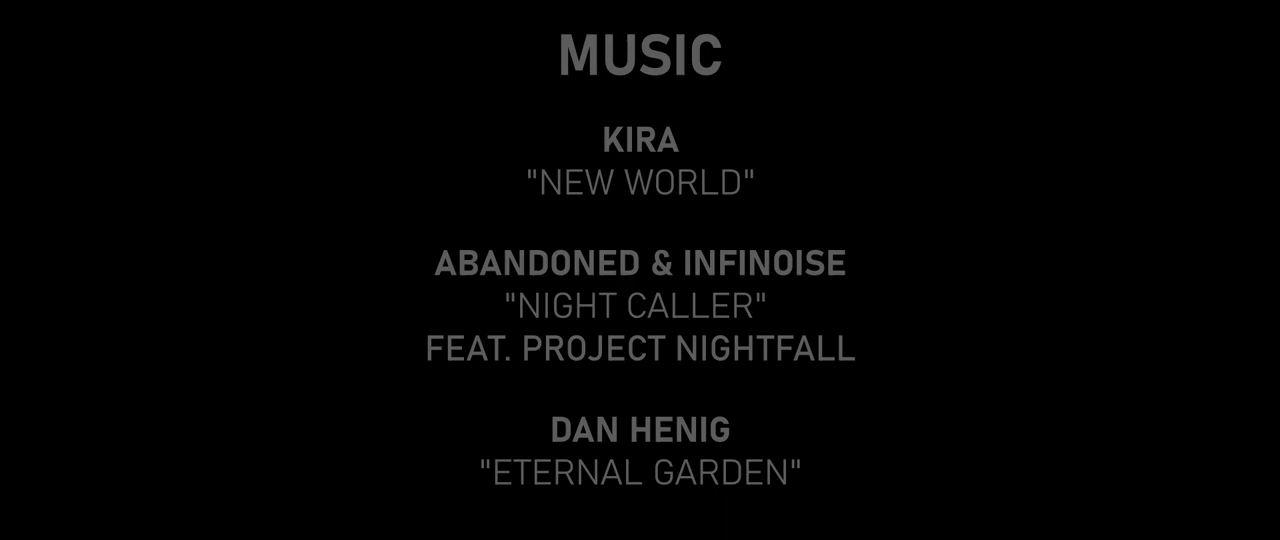 MUSIC
KIRA
"NEW WORLD"
ABANDONED & INFINOISE
"NIGHT CALLER"
FEAT. PROJECT NIGHTFALL
DAN HENIG
"ETERNAL GARDEN"